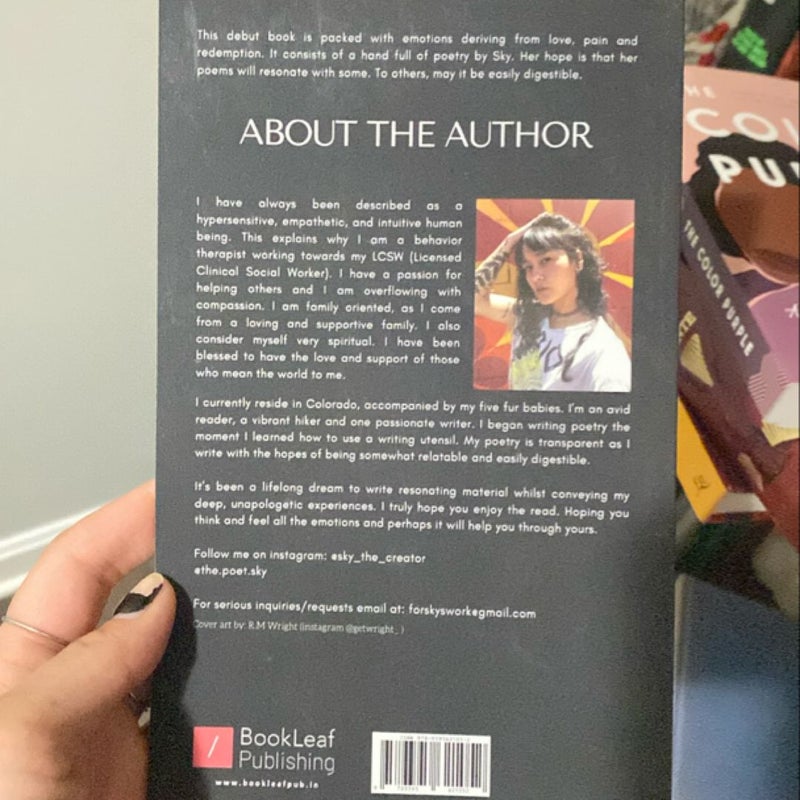 This debut book is packed with emotions deriving from love, pain and
redemption. It consists of a hand full of poetry by Sky. Her hope is that her
poems will resonate with some. To others, may it be easily digestible.
ABOUT THE AUTHOR
I have always been described as a
hypersensitive, empathetic, and intuitive human
being. This explains why I am a behavior
therapist working towards my LCSW (Licensed
Clinical Social Worker). I have a passion for
helping others and I am overflowing with
compassion. I am family oriented, as I come
from a loving and supportive family. I also
consider myself very spiritual. I have been
blessed to have the love and support of those
who mean the world to me.
I currently reside in Colorado, accompanied by my five fur babies. I'm an avid
reader, a vibrant hiker and one passionate writer. I began writing poetry the
moment I learned how to use a writing utensil. My poetry is transparent as I
write with the hopes of being somewhat relatable and easily digestible.
It's been a lifelong dream to write resonating material whilst conveying my
deep, unapologetic experiences. I truly hope you enjoy the read. Hoping you
think and feel all the emotions and perhaps it will help you through yours.
Follow me on instagram: @sky_the_creator
@the.poet.sky
For serious inquiries/requests email at: forskyswork@gmail.com
Cover art by: R.M Wright (instagram @getwright_ )
BookLeaf
Publishing
www.bookleafpub.in
THE
COL
PU
THE COLOR PURPLE